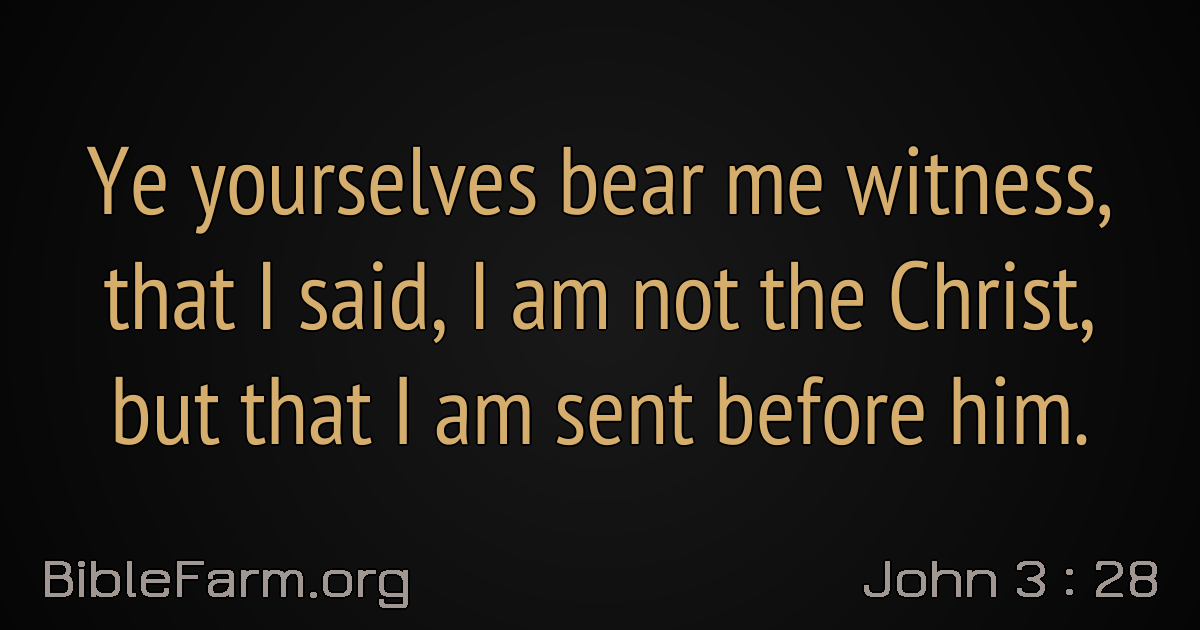 Ye yourselves bear me witness,
that I said, I am not the Christ,
but that I am sent before him.
BibleFarm.org
John 3 : 28